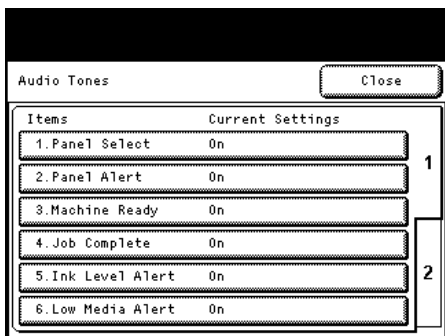 Audio Tones Close
Items Current Settings
1.Panel Select On
1
2.Panel Alert On
3.Machine Ready On
4.Job Complete On
5.Ink Level Alert On
2
6.Low Media Alert On